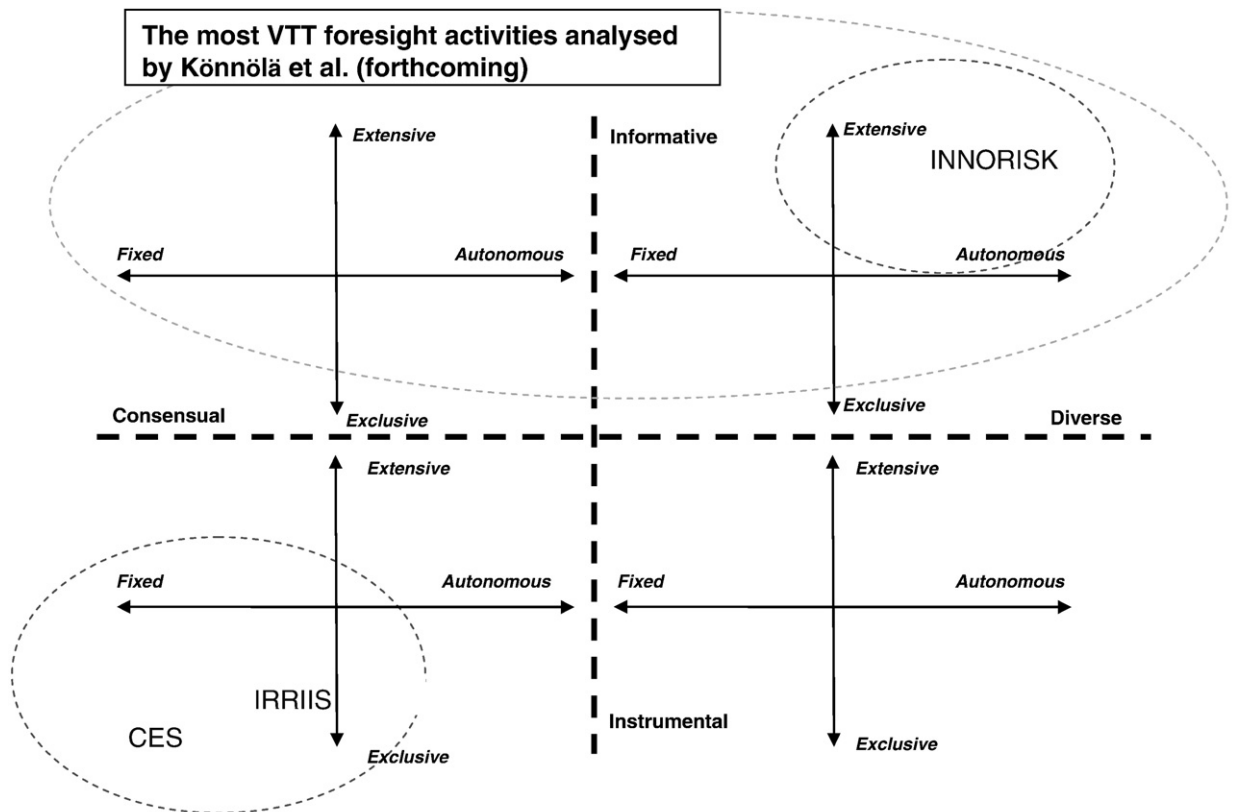 The most VTT foresight activities analysed
by Könnölä et al. (forthcoming)
Extensive
Informative
Extensive
INNORISK
Fixed
Autonomous
Fixed
Autonomous
Consensual
Exclusive
Exclusive
Diverse
Extensive
Extensive
Fixed
Autonomous
Fixed
Autonomous
IRRIIS
CES
Instrumental
Exclusive
Exclusive